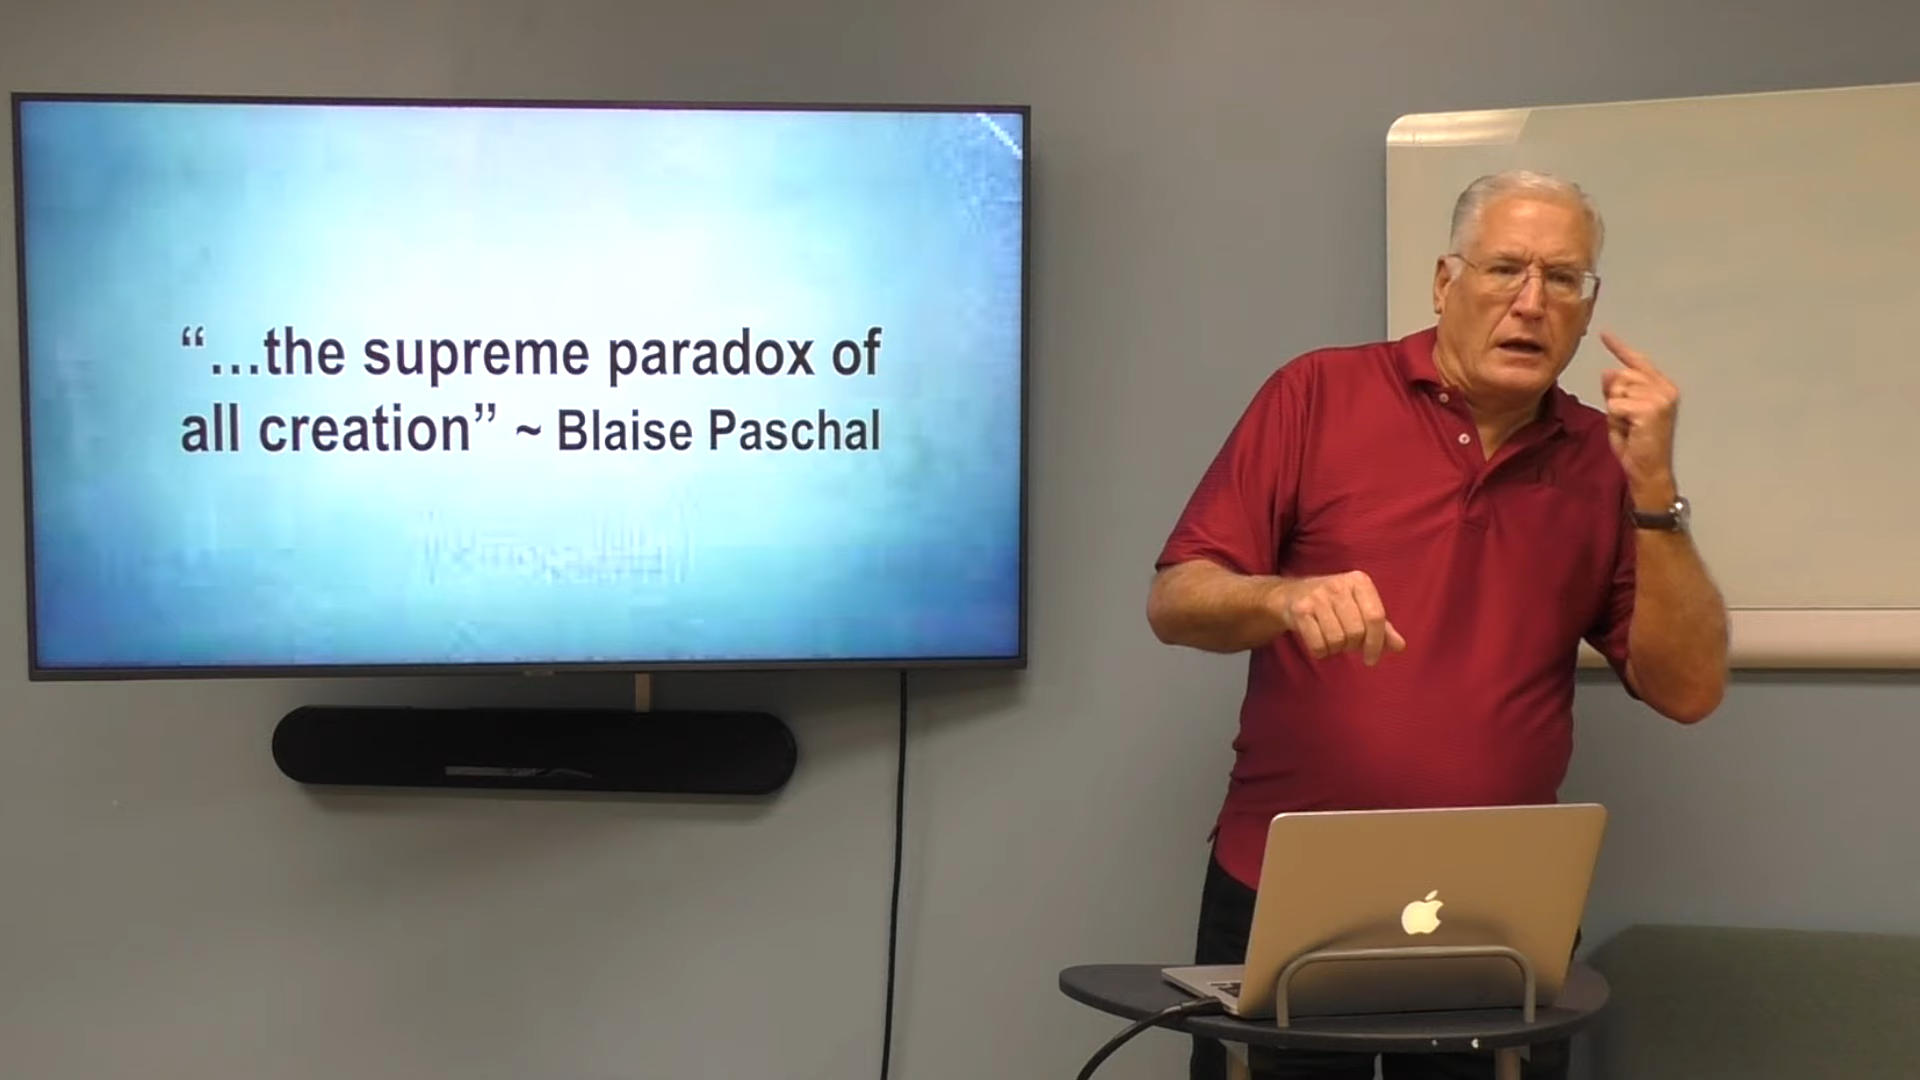 “...the supreme paradox of
all creation” ~ Blaise Paschal